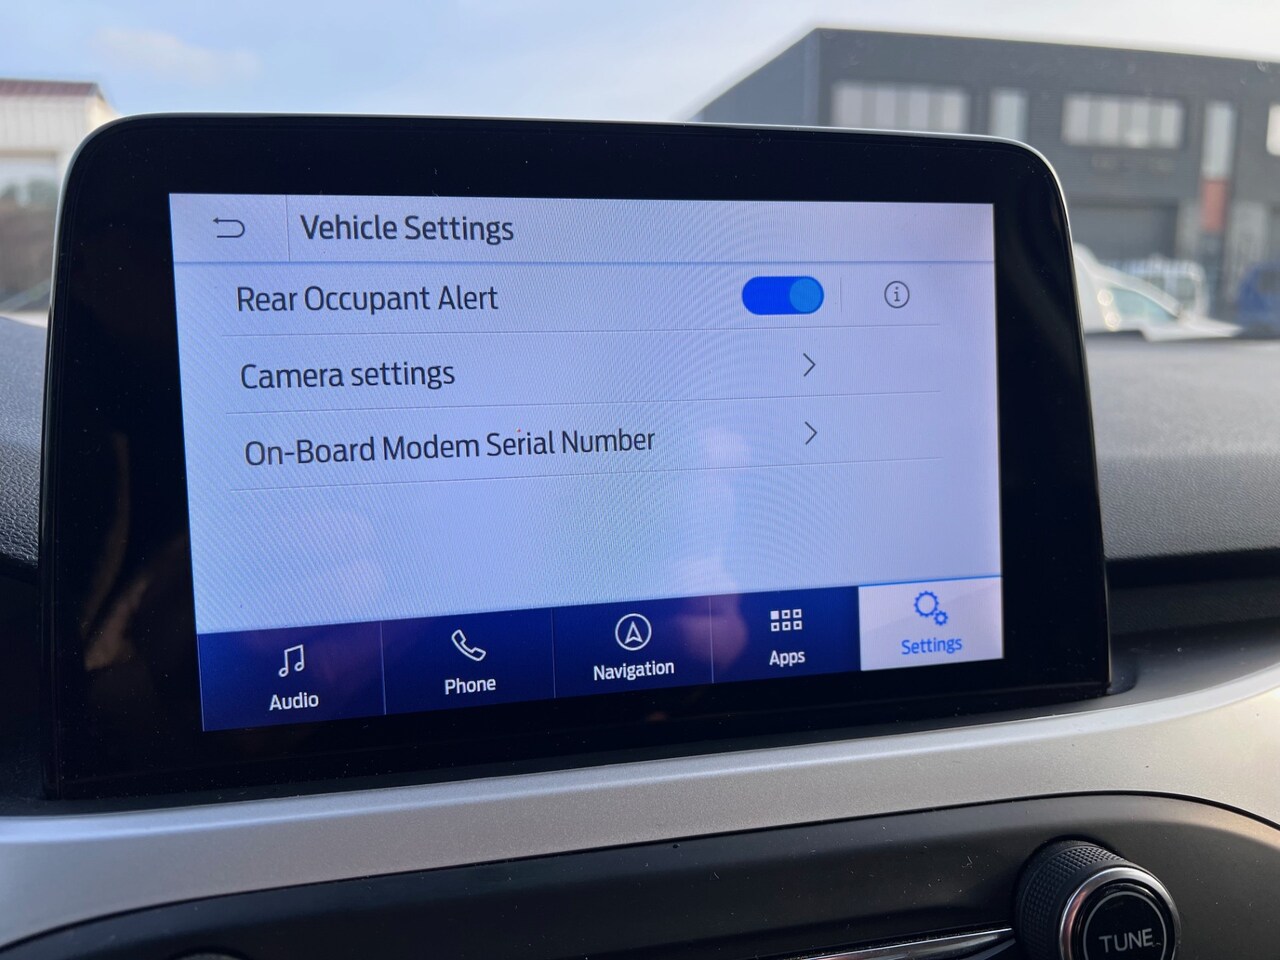 Vehicle Settings
Rear Occupant Alert
Camera settings
On-Board Modem Serial Number
Audio
Phone
Navigation
Apps
Settings
TUNE